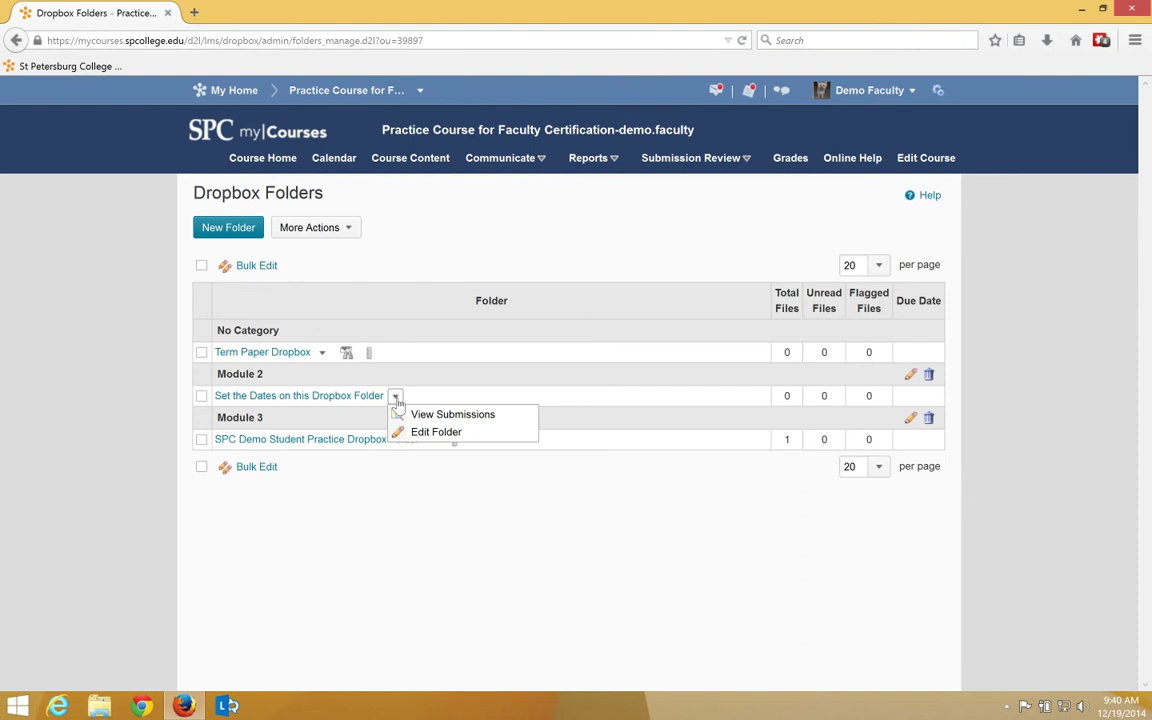 Dropbox Folders - Practice...
https://mycourses.spcollege.edu/d2l/lms/dropbox/admin/folders_manage.d2l?ou=39897
Search
St Petersburg College ...
My Home
Practice Course for F...
Demo Faculty
SPC my|Courses
Practice Course for Faculty Certification-demo.faculty
Course Home
Calendar
Course Content
Communicate
Reports
Submission Review
Grades
Online Help
Edit Course
Dropbox Folders
Help
New Folder
More Actions
Bulk Edit
20
per page
Folder
Total Files
Unread Files
Flagged Files
Due Date
No Category
Term Paper Dropbox
0
0
0
Module 2
Set the Dates on this Dropbox Folder
0
0
0
View Submissions
Edit Folder
Module 3
SPC Demo Student Practice Dropbox
1
0
0
Bulk Edit
20
per page
9:40 AM
12/19/2014